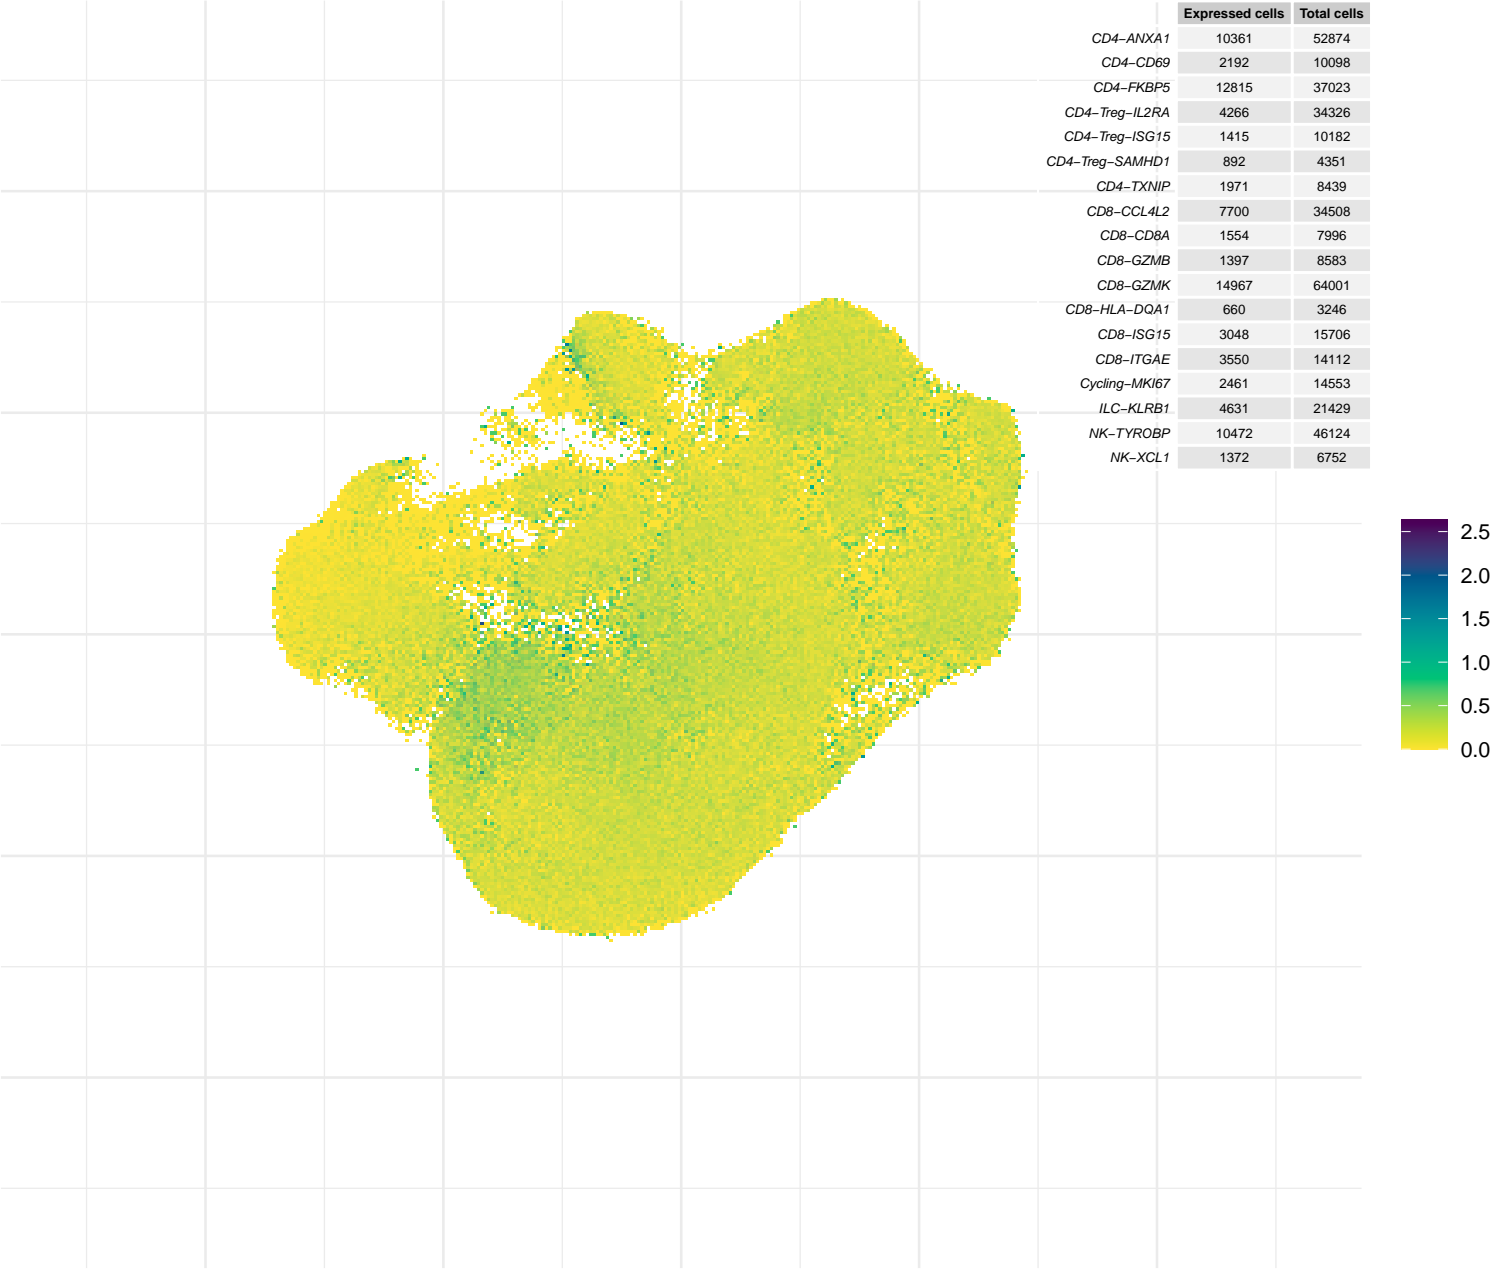 Expressed cells Total cells
CD4−ANXA1 10361 52874
CD4−CD69 2192 10098
CD4−FKBP5 12815 37023
CD4−Treg−IL2RA 4266 34326
CD4−Treg−ISG15 1415 10182
CD4−Treg−SAMHD1 892 4351
CD4−TXNIP 1971 8439
CD8−CCL4L2 7700 34508
CD8−CD8A 1554 7996
CD8−GZMB 1397 8583
CD8−GZMK 14967 64001
CD8−HLA−DQA1 660 3246
CD8−ISG15 3048 15706
CD8−ITGAE 3550 14112
Cycling−MKI67 2461 14553
ILC−KLRB1 4631 21429
NK−TYROBP 10472 46124
NK−XCL1 1372 6752
2.5
2.0
1.5
1.0
0.5
0.0